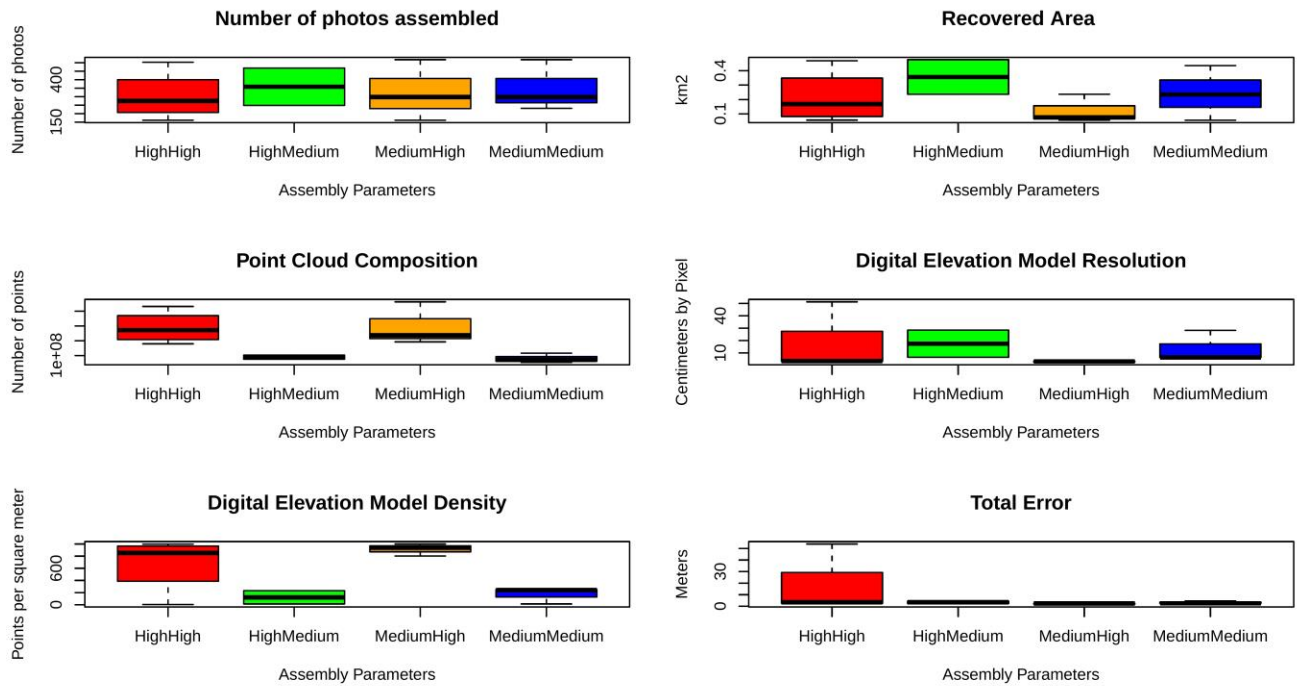 Number of photos assembled
Number of photos
400
150
HighHigh HighMedium MediumHigh MediumMedium
Assembly Parameters
Recovered Area
km2
0.4
0.1
HighHigh HighMedium MediumHigh MediumMedium
Assembly Parameters
Point Cloud Composition
Number of points
1e+08
HighHigh HighMedium MediumHigh MediumMedium
Assembly Parameters
Digital Elevation Model Resolution
Centimeters by Pixel
40
10
HighHigh HighMedium MediumHigh MediumMedium
Assembly Parameters
Digital Elevation Model Density
Points per square meter
600
0
HighHigh HighMedium MediumHigh MediumMedium
Assembly Parameters
Total Error
Meters
30
0
HighHigh HighMedium MediumHigh MediumMedium
Assembly Parameters